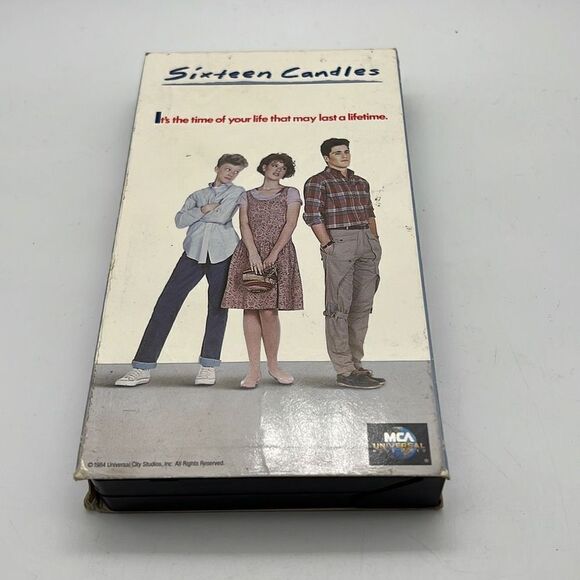 Sixteen Candles
It's the time of your life that may last a lifetime.
MCA
UNIVERSAL
©1984 Universal City Studios, Inc. All Rights Reserved.